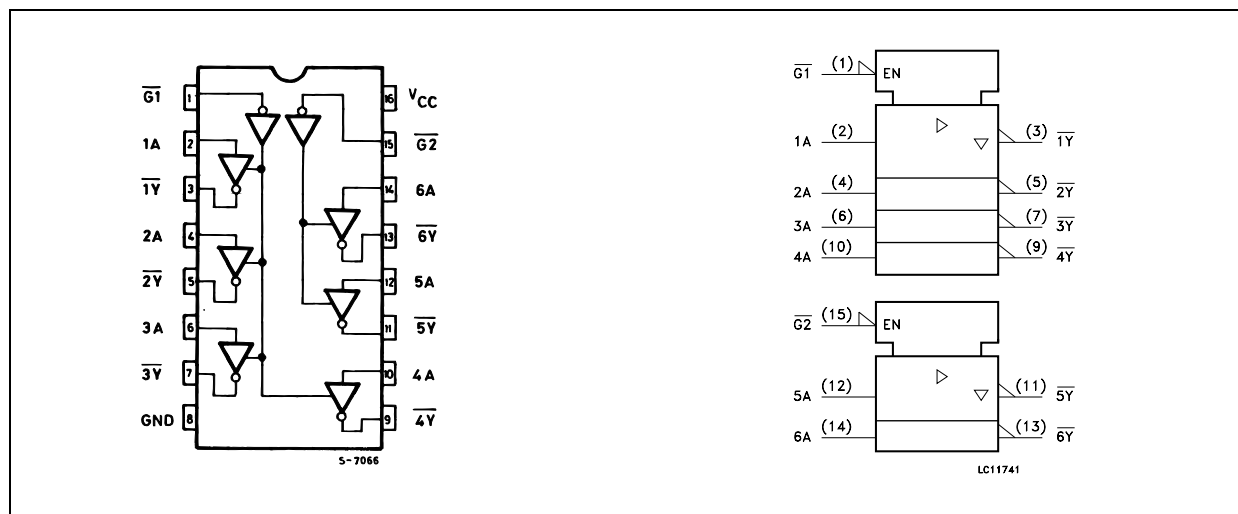 G1 1 16 VCC
1A 2 15 G2
1Y 3 14 6A
2A 4 13 6Y
2Y 5 12 5A
3A 6 11 5Y
3Y 7 10 4A
GND 8 9 4Y
S-7066
G1 (1) EN
1A (2) (3) 1Y
2A (4) (5) 2Y
3A (6) (7) 3Y
4A (10) (9) 4Y
G2 (15) EN
5A (12) (11) 5Y
6A (14) (13) 6Y
LC11741